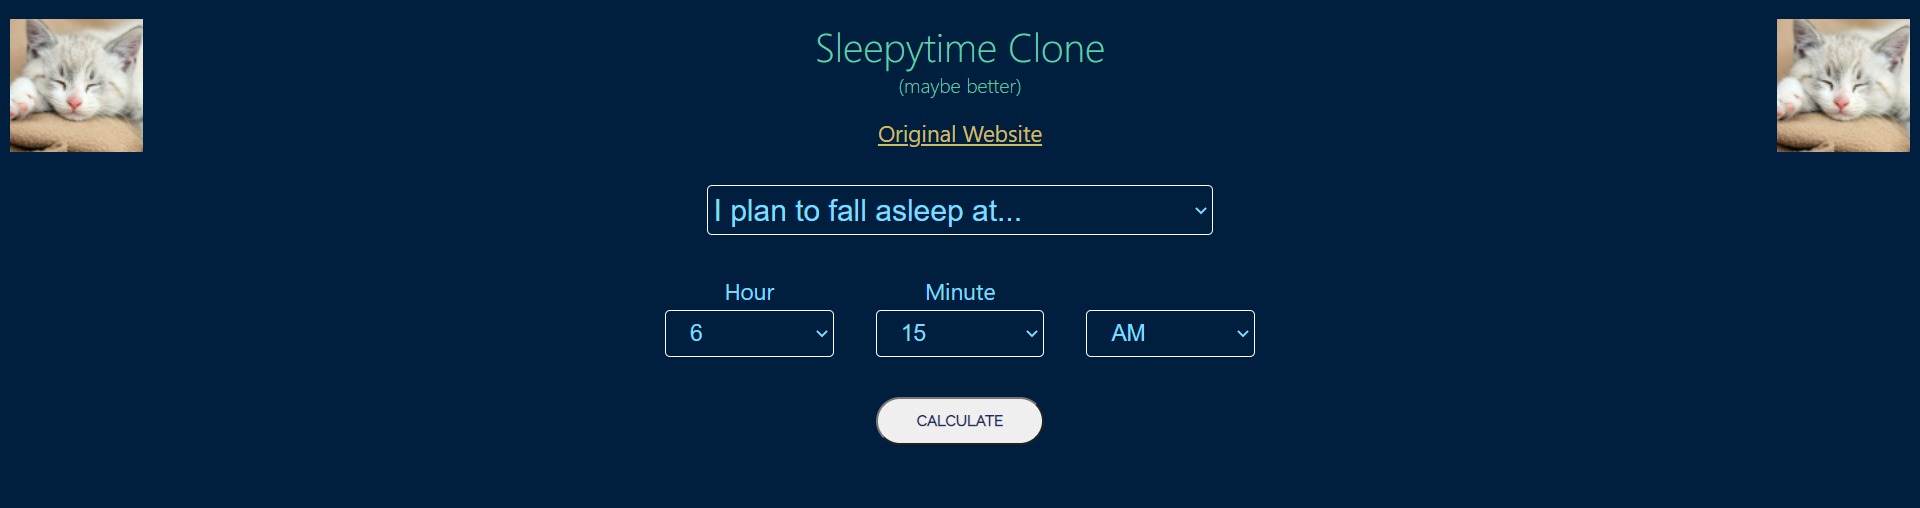 Sleepytime Clone
(maybe better)
Original Website
I plan to fall asleep at...
Hour Minute
6 15 AM
CALCULATE